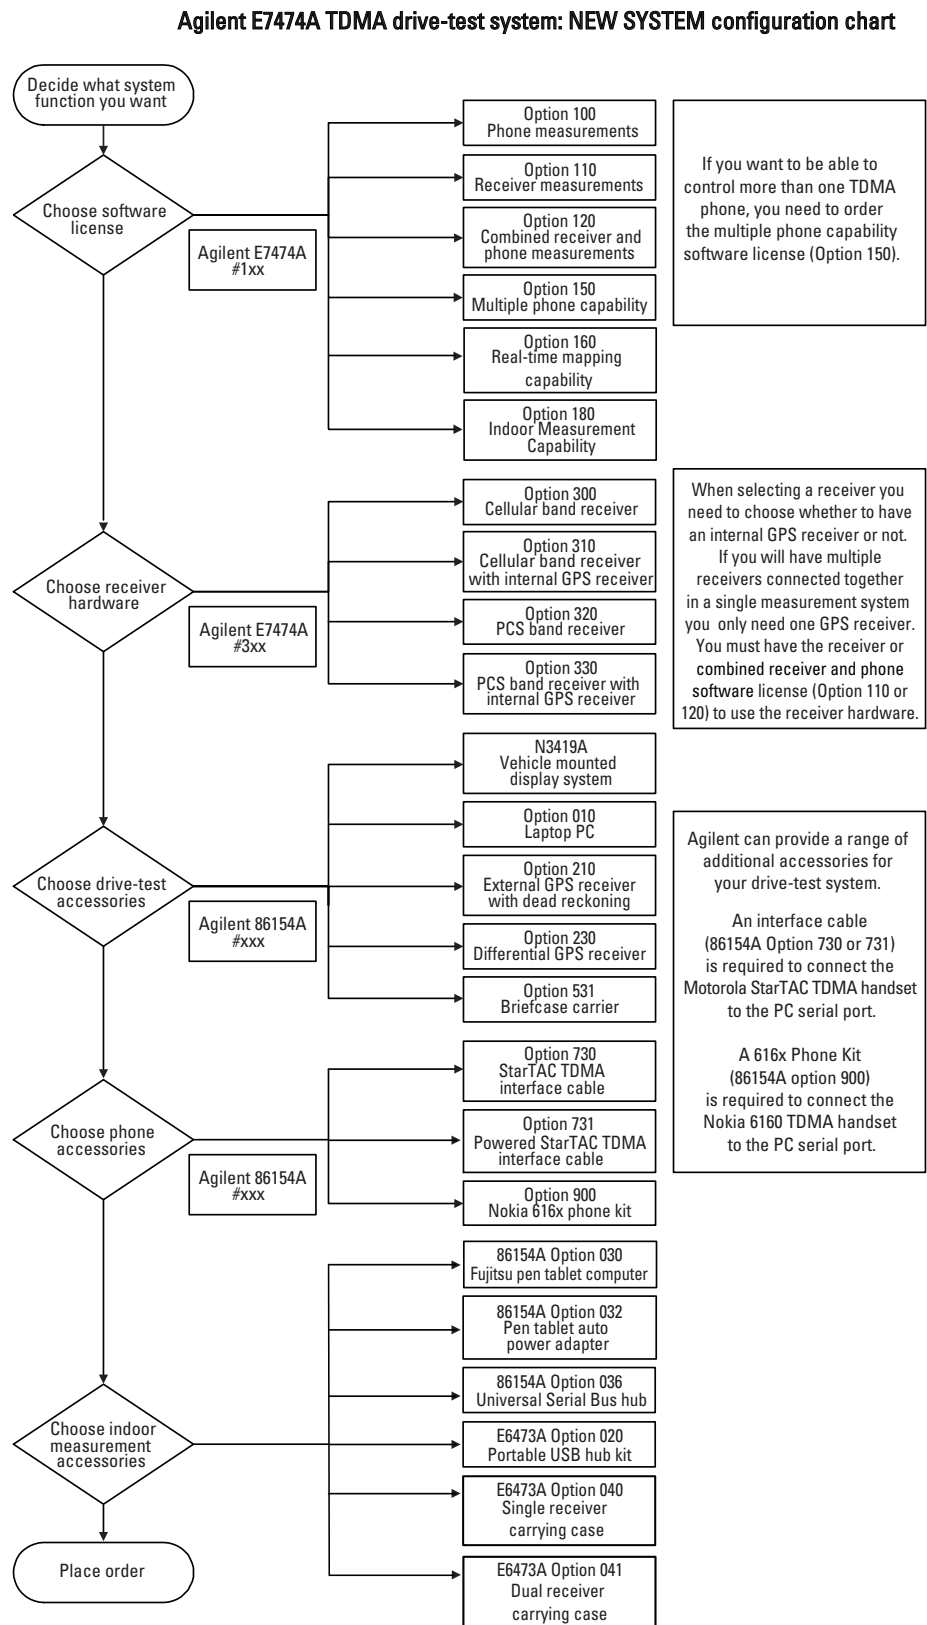 Agilent E7474A TDMA drive-test system: NEW SYSTEM configuration chart
Decide what system
function you want
Choose software
license
Agilent E7474A
#1xx
Option 100
Phone measurements
Option 110
Receiver measurements
Option 120
Combined receiver and
phone measurements
Option 150
Multiple phone capability
Option 160
Real-time mapping
capability
Option 180
Indoor Measurement
Capability
If you want to be able to
control more than one TDMA
phone, you need to order
the multiple phone capability
software license (Option 150).
Choose receiver
hardware
Agilent E7474A
#3xx
Option 300
Cellular band receiver
Option 310
Cellular band receiver
with internal GPS receiver
Option 320
PCS band receiver
Option 330
PCS band receiver with
internal GPS receiver
When selecting a receiver you
need to choose whether to have
an internal GPS receiver or not.
If you will have multiple
receivers connected together
in a single measurement system
you only need one GPS receiver.
You must have the receiver or
combined receiver and phone
software license (Option 110 or
120) to use the receiver hardware.
Choose drive-test
accessories
Agilent 86154A
#xxx
N3419A
Vehicle mounted
display system
Option 010
Laptop PC
Option 210
External GPS receiver
with dead reckoning
Option 230
Differential GPS receiver
Option 531
Briefcase carrier
Agilent can provide a range of
additional accessories for
your drive-test system.
An interface cable
(86154A Option 730 or 731)
is required to connect the
Motorola StarTAC TDMA handset
to the PC serial port.
A 616x Phone Kit
(86154A option 900)
is required to connect the
Nokia 6160 TDMA handset
to the PC serial port.
Choose phone
accessories
Agilent 86154A
#xxx
Option 730
StarTAC TDMA
interface cable
Option 731
Powered StarTAC TDMA
interface cable
Option 900
Nokia 616x phone kit
Choose indoor
measurement
accessories
86154A Option 030
Fujitsu pen tablet computer
86154A Option 032
Pen tablet auto
power adapter
86154A Option 036
Universal Serial Bus hub
E6473A Option 020
Portable USB hub kit
E6473A Option 040
Single receiver
carrying case
E6473A Option 041
Dual receiver
carrying case
Place order